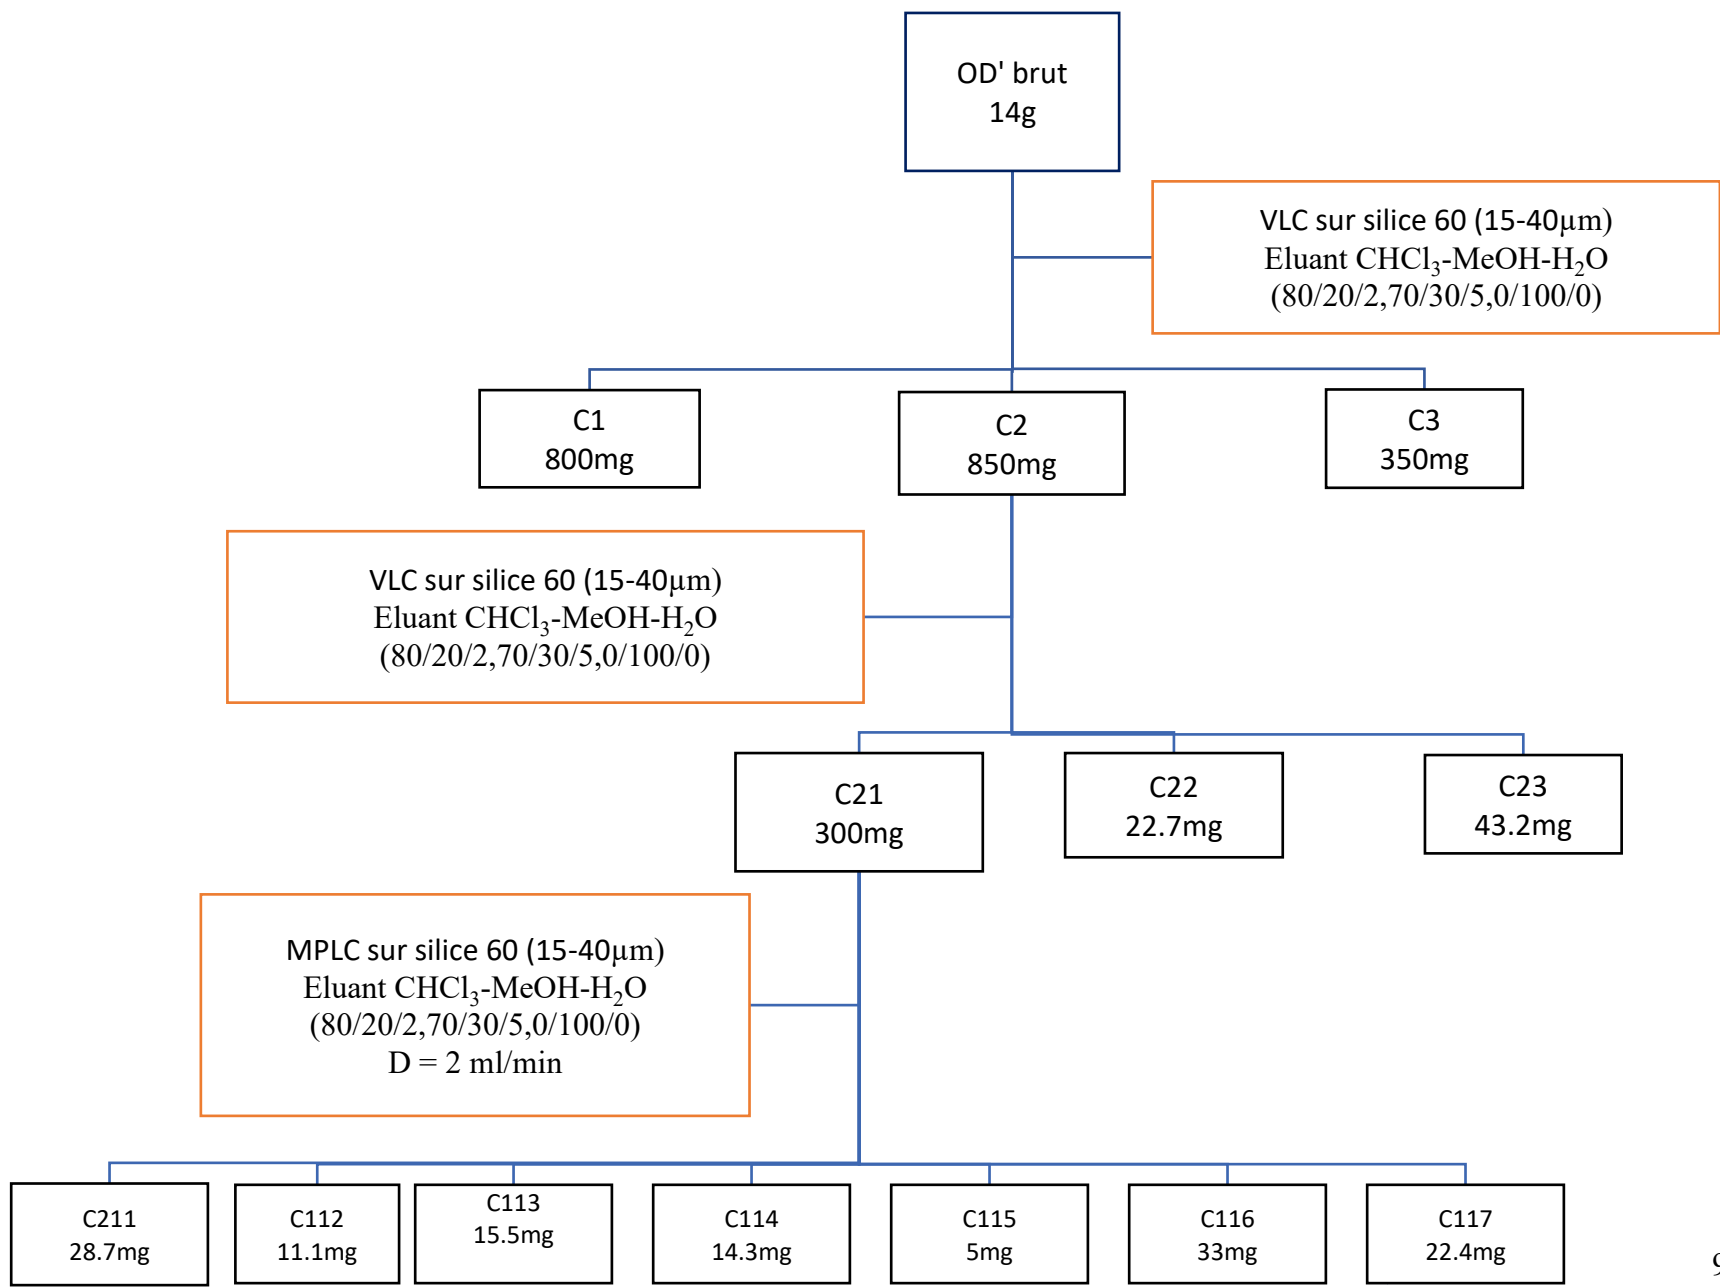 OD' brut
14g
VLC sur silice 60 (15-40µm)
Eluant CHCl₃-MeOH-H₂O
(80/20/2,70/30/5,0/100/0)
C1
800mg
C2
850mg
C3
350mg
VLC sur silice 60 (15-40µm)
Eluant CHCl₃-MeOH-H₂O
(80/20/2,70/30/5,0/100/0)
C21
300mg
C22
22.7mg
C23
43.2mg
MPLC sur silice 60 (15-40µm)
Eluant CHCl₃-MeOH-H₂O
(80/20/2,70/30/5,0/100/0)
D = 2 ml/min
C211
28.7mg
C112
11.1mg
C113
15.5mg
C114
14.3mg
C115
5mg
C116
33mg
C117
22.4mg